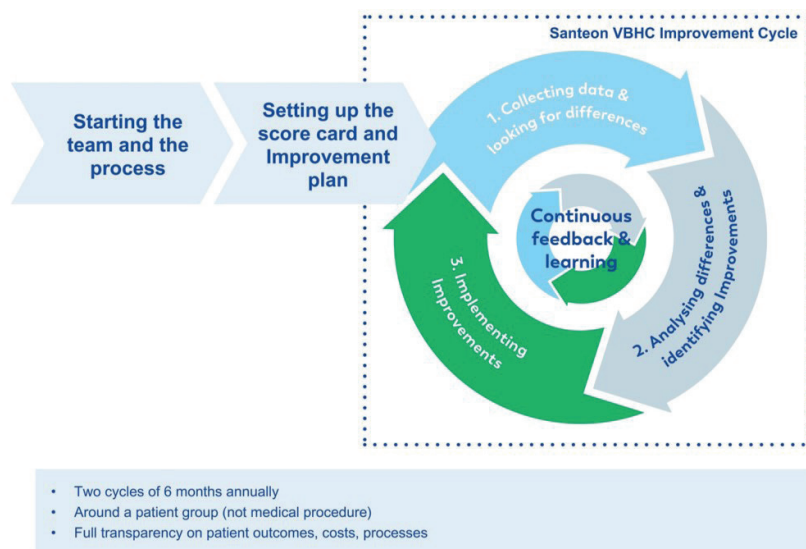 Santeon VBHC Improvement Cycle
Starting the
team and the
process
Setting up the
score card and
Improvement
plan
1. Collecting data &
looking for differences
2. Analysing differences &
identifying Improvements
3. Implementing
Improvements
Continuous
feedback &
learning
• Two cycles of 6 months annually
• Around a patient group (not medical procedure)
• Full transparency on patient outcomes, costs, processes